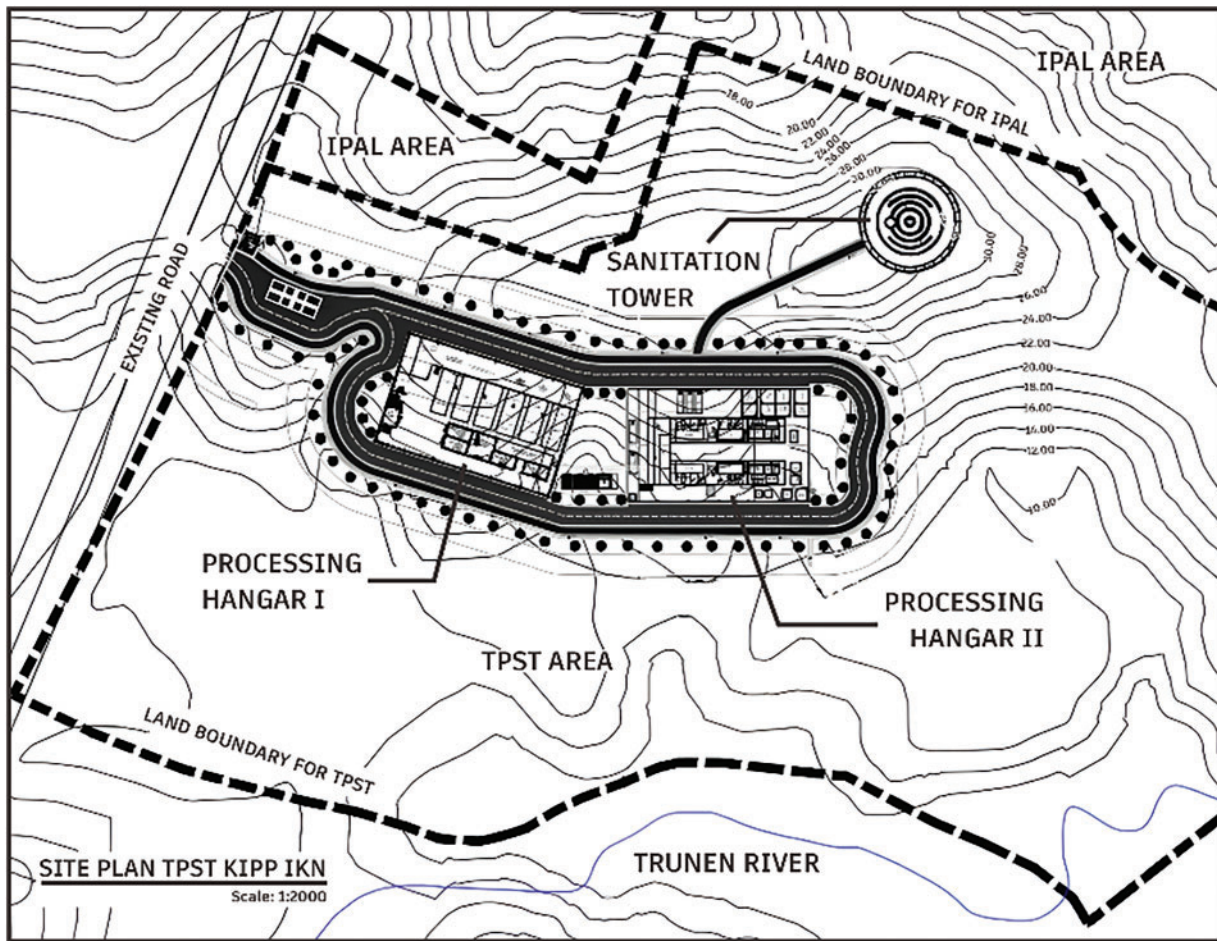 IPAL AREA
LAND BOUNDARY FOR IPAL
IPAL AREA
18.00
20.00
22.00
24.00
26.00
28.00
30.00
SANITATION
TOWER
30.00
28.00
26.00
24.00
22.00
20.00
18.00
16.00
14.00
12.00
10.00
EXISTING ROAD
PROCESSING
HANGAR I
PROCESSING
HANGAR II
TPST AREA
LAND BOUNDARY FOR TPST
TRUNEN RIVER
SITE PLAN TPST KIPP IKN
Scale: 1:2000